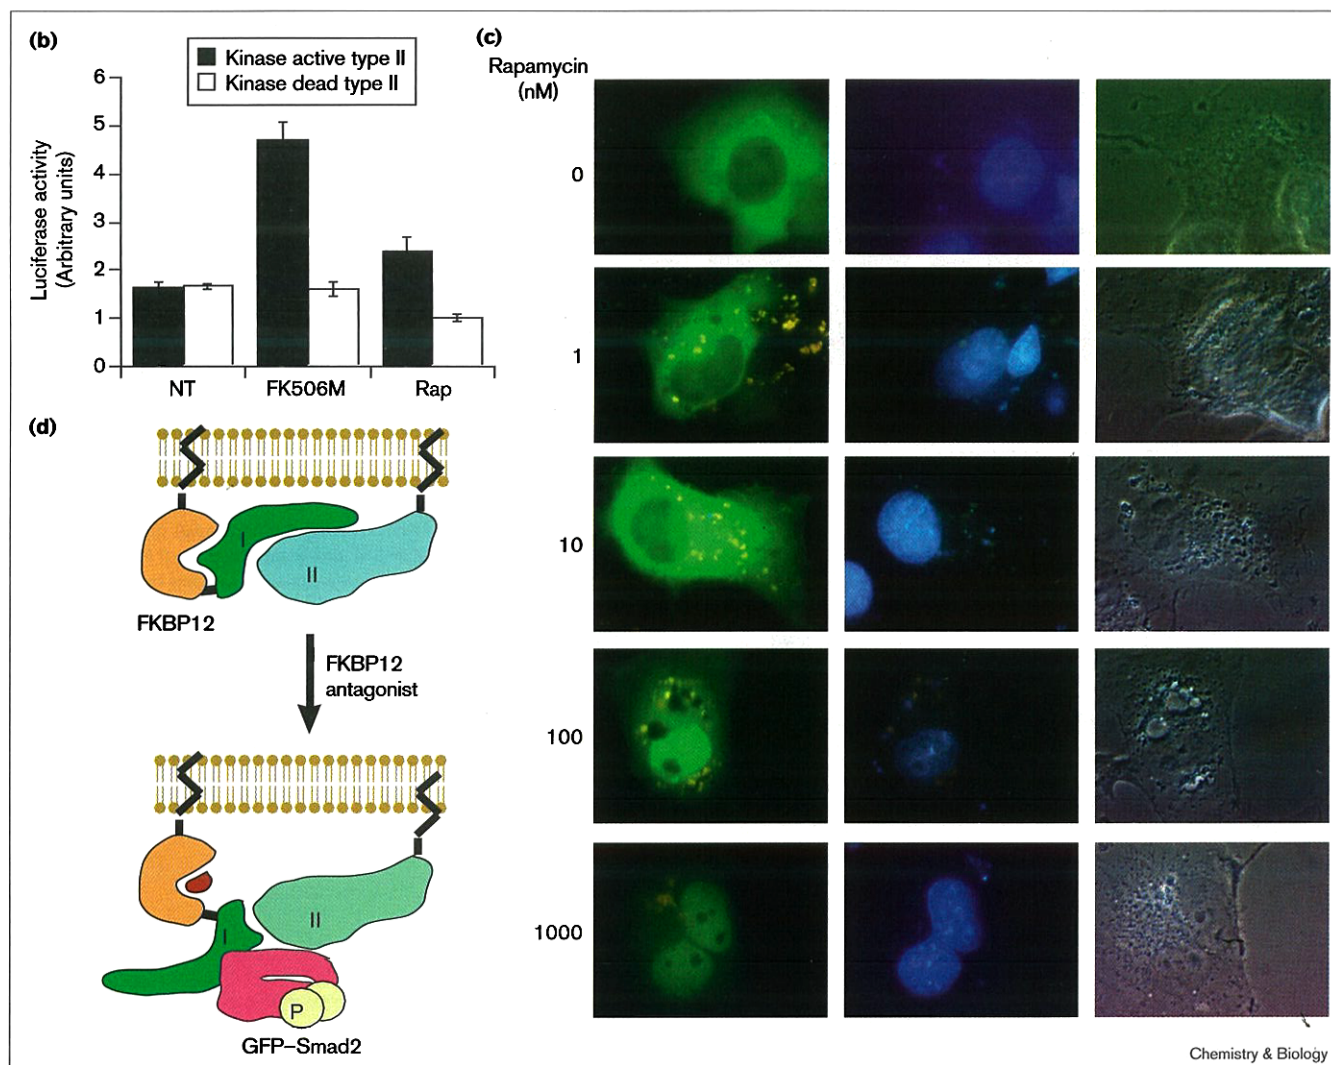 (b)
Kinase active type II
Kinase dead type II
Luciferase activity
(Arbitrary units)
6
5
4
3
2
1
0
NT FK506M Rap
(c)
Rapamycin
(nM)
0
1
10
100
1000
(d)
I
II
FKBP12
FKBP12
antagonist
I
II
P
GFP–Smad2
Chemistry & Biology